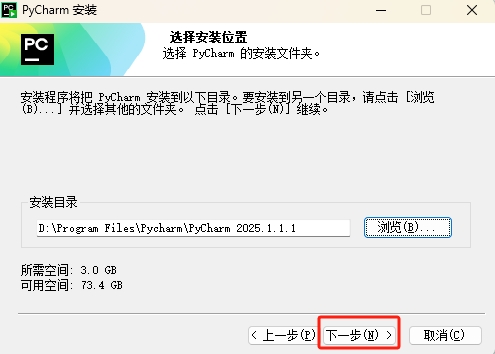 PyCharm 安装
PC
选择安装位置
选择 PyCharm 的安装文件夹。
安装程序将把 PyCharm 安装到以下目录。要安装到另一个目录，请点击 [浏览
(B)...] 并选择其他的文件夹。 点击 [下一步(N)] 继续。
安装目录
D:\Program Files\Pycharm\PyCharm 2025.1.1.1
浏览(B)...
所需空间: 3.0 GB
可用空间: 73.4 GB
< 上一步(P)
下一步(N) >
取消(C)